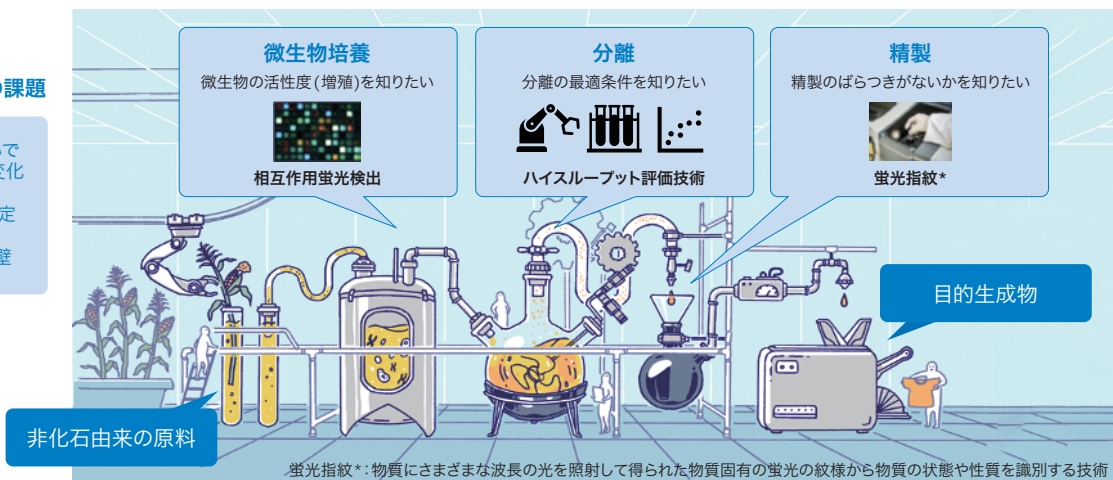 の課題
いで
変化
定
壁
微生物培養
微生物の活性度(増殖)を知りたい
相互作用蛍光検出
分離
分離の最適条件を知りたい
ハイスループット評価技術
精製
精製のばらつきがないかを知りたい
蛍光指紋*
目的生成物
非化石由来の原料
蛍光指紋*:物質にさまざまな波長の光を照射して得られた物質固有の蛍光の紋様から物質の状態や性質を識別する技術